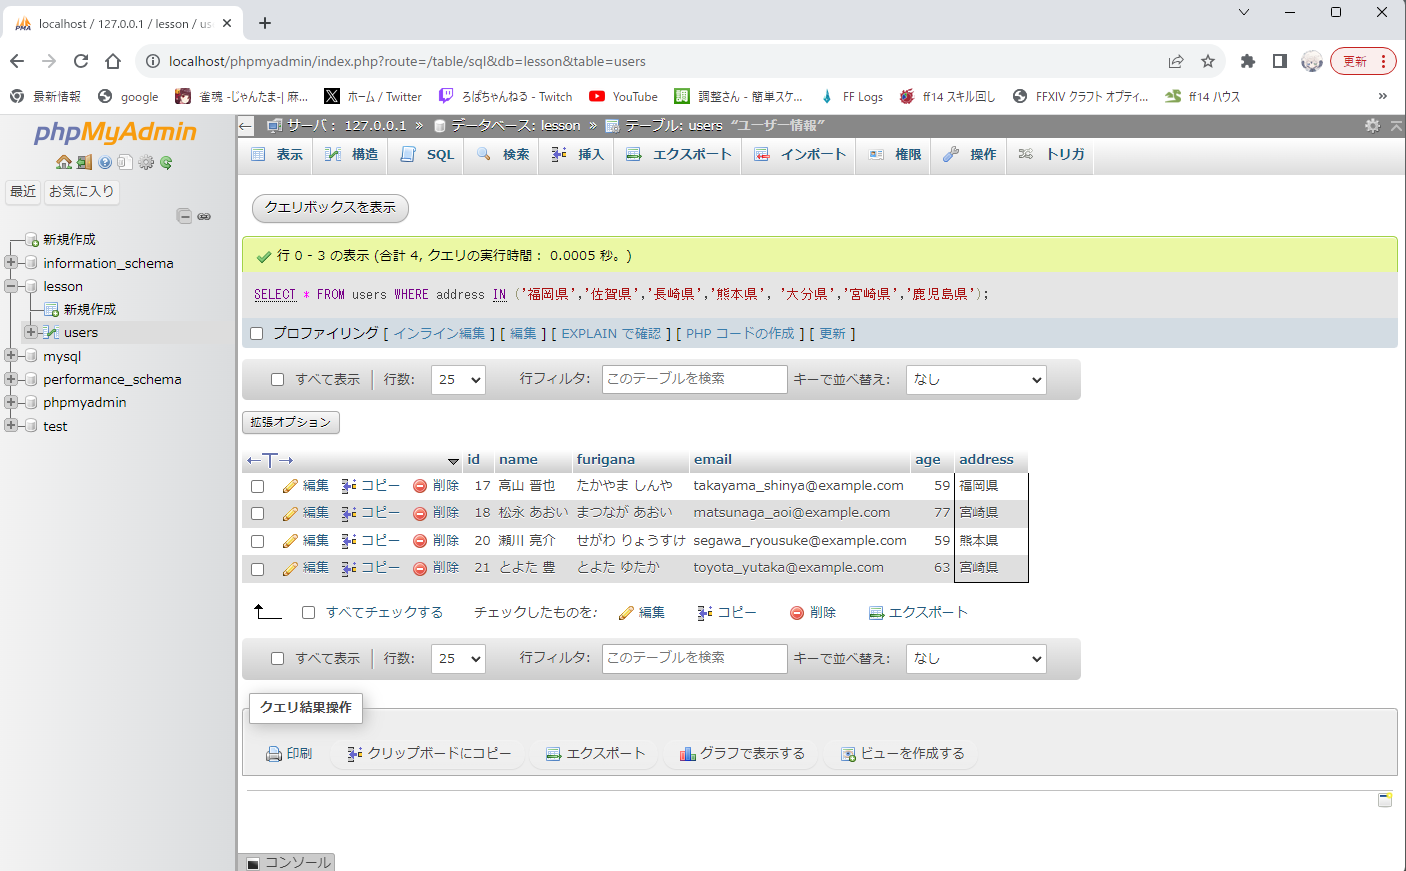 localhost / 127.0.0.1 / lesson / us
localhost/phpmyadmin/index.php?route=/table/sql&db=lesson&table=users
更新
最新情報 google 雀魂 -じゃんたま-| 麻... ホーム / Twitter ろぱちゃんねる - Twitch YouTube 調整さん - 簡単スケ... FF Logs ff14 スキル回し FFXIV クラフト オプティ... ff14 ハウス »
phpMyAdmin
最近 お気に入り
新規作成
information_schema
lesson
新規作成
users
mysql
performance_schema
phpmyadmin
test
サーバ: 127.0.0.1 » データベース: lesson » テーブル: users “ユーザー情報”
表示 構造 SQL 検索 挿入 エクスポート インポート 権限 操作 トリガ
クエリボックスを表示
行 0 - 3 の表示 (合計 4, クエリの実行時間: 0.0005 秒。)
SELECT * FROM users WHERE address IN ('福岡県','佐賀県','長崎県','熊本県', '大分県','宮崎県','鹿児島県');
プロファイリング [ インライン編集 ] [ 編集 ] [ EXPLAIN で確認 ] [ PHP コードの作成 ] [ 更新 ]
すべて表示 行数: 25 行フィルタ: このテーブルを検索 キーで並べ替え: なし
拡張オプション
←T→ id name furigana email age address
編集 コピー 削除 17 高山 晋也 たかやま しんや takayama_shinya@example.com 59 福岡県
編集 コピー 削除 18 松永 あおい まつなが あおい matsunaga_aoi@example.com 77 宮崎県
編集 コピー 削除 20 瀬川 亮介 せがわ りょうすけ segawa_ryousuke@example.com 59 熊本県
編集 コピー 削除 21 とよた 豊 とよた ゆたか toyota_yutaka@example.com 63 宮崎県
すべてチェックする チェックしたものを: 編集 コピー 削除 エクスポート
すべて表示 行数: 25 行フィルタ: このテーブルを検索 キーで並べ替え: なし
クエリ結果操作
印刷 クリップボードにコピー エクスポート グラフで表示する ビューを作成する
コンソール